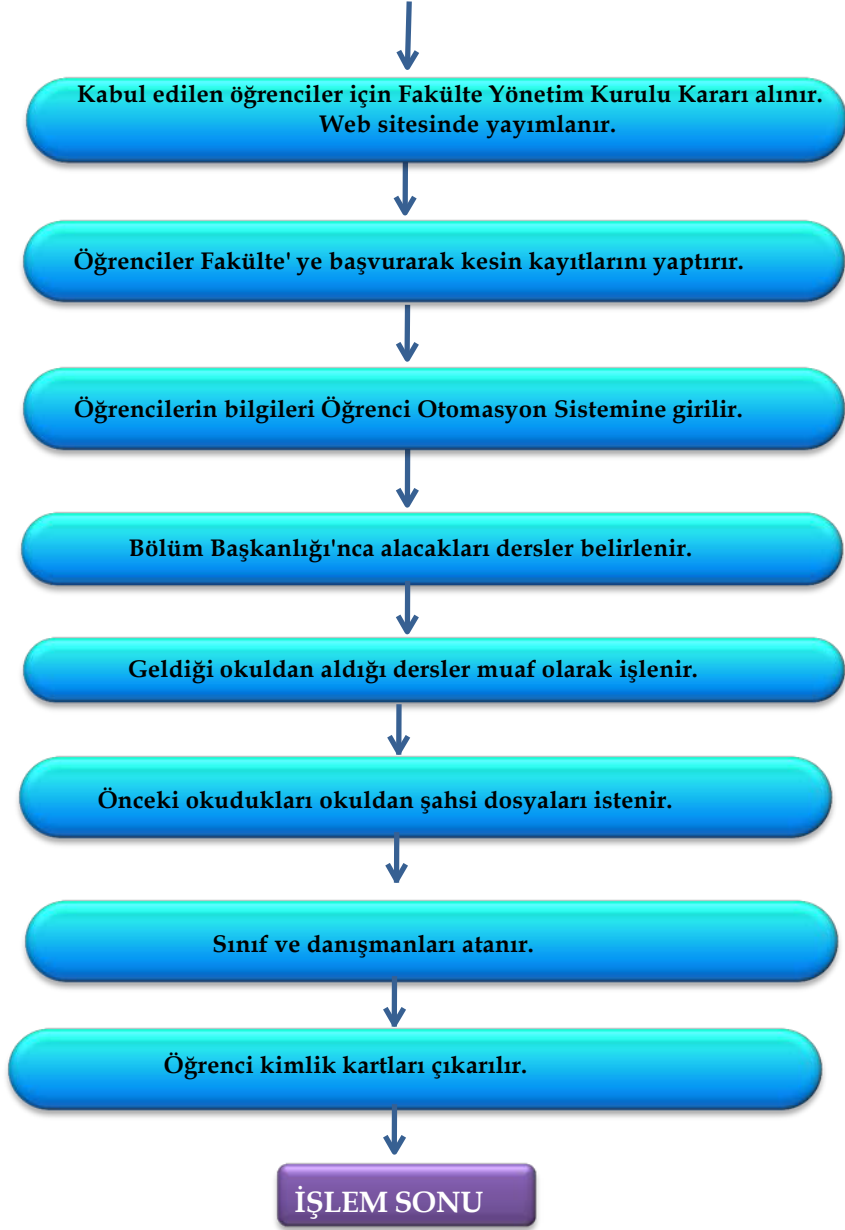 Kabul edilen öğrenciler için Fakülte Yönetim Kurulu Kararı alınır.
Web sitesinde yayımlanır.
Öğrenciler Fakülte' ye başvurarak kesin kayıtlarını yaptırır.
Öğrencilerin bilgileri Öğrenci Otomasyon Sistemine girilir.
Bölüm Başkanlığı'nca alacakları dersler belirlenir.
Geldiği okuldan aldığı dersler muaf olarak işlenir.
Önceki okudukları okuldan şahsi dosyaları istenir.
Sınıf ve danışmanları atanır.
Öğrenci kimlik kartları çıkarılır.
İŞLEM SONU